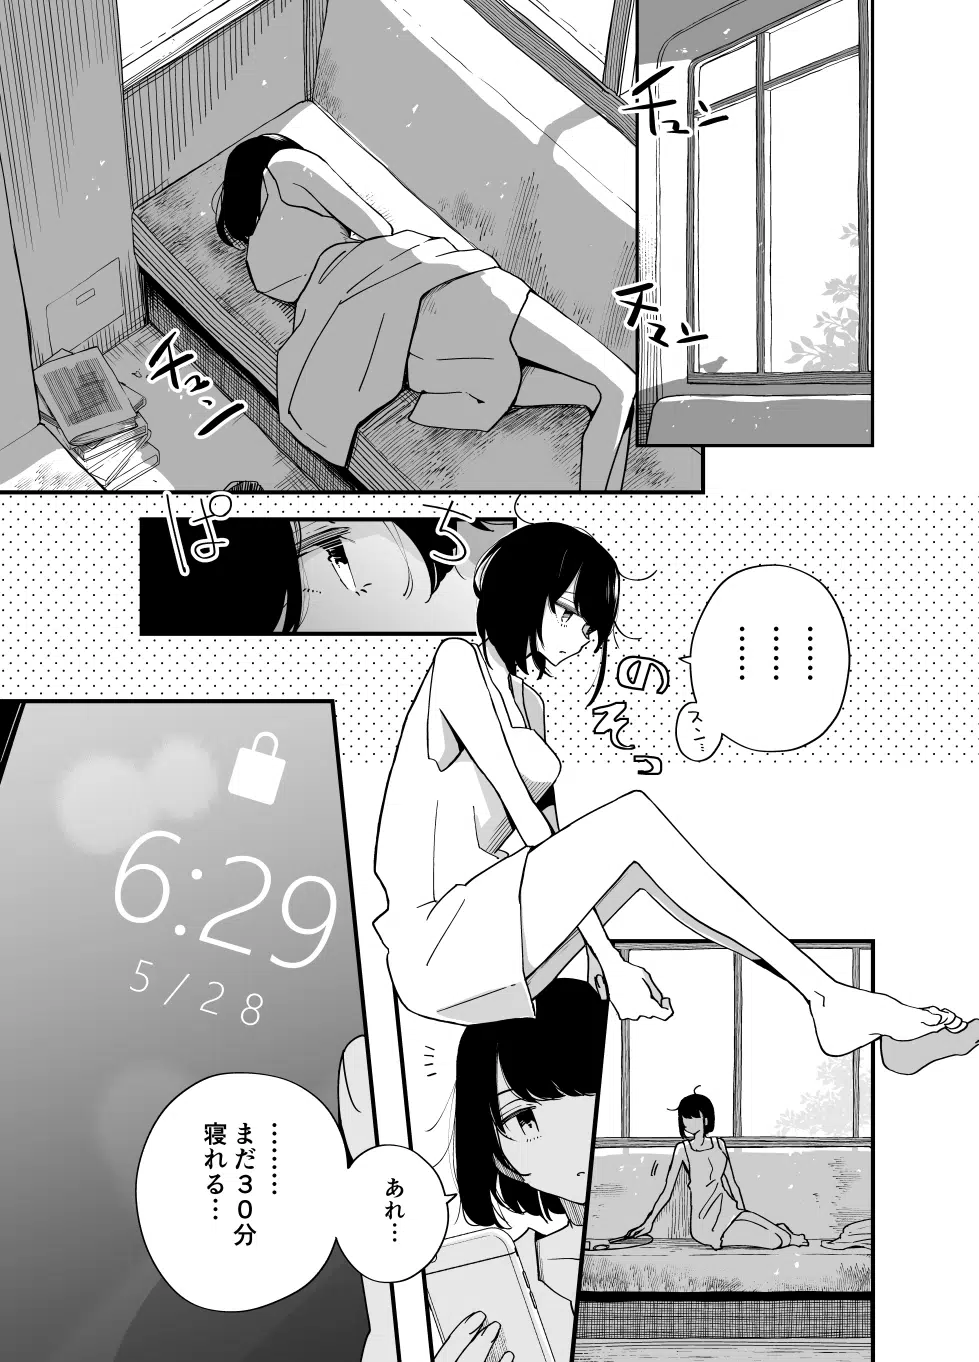 チュン
チュン
チュン
ぱ
ち
………
スン…
のそっ
あれ…
6:29
5/28
………
まだ30分
寝れる…